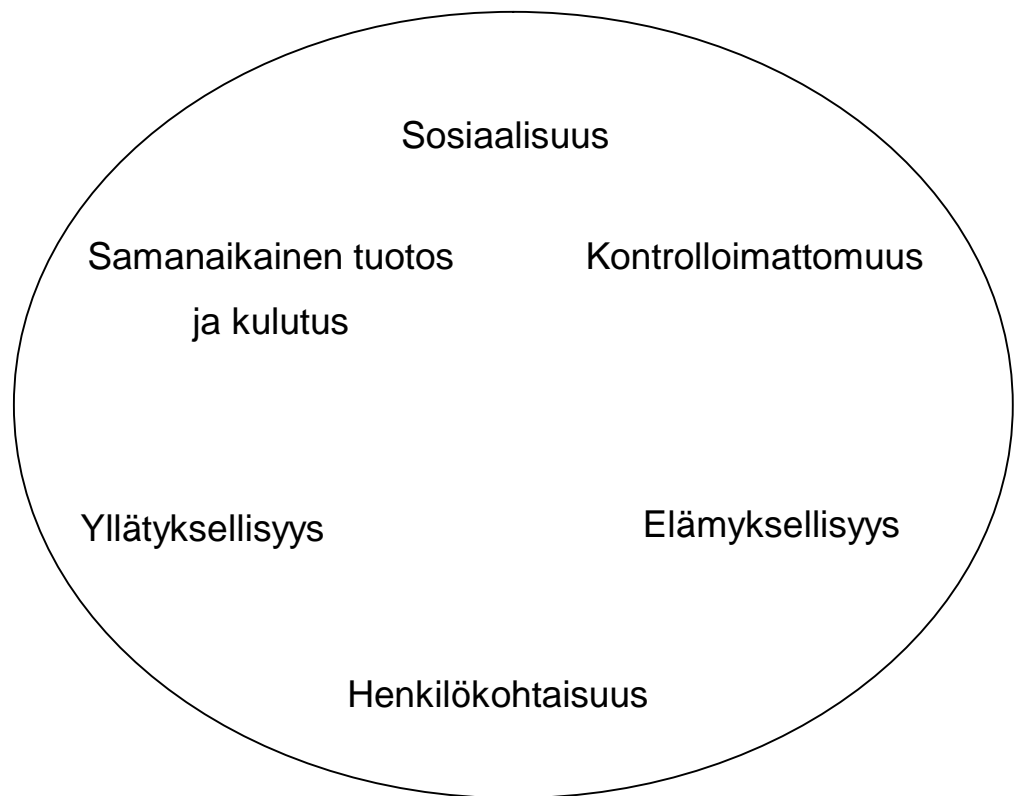 Sosiaalisuus
Samanaikainen tuotos
ja kulutus
Kontrolloimattomuus
Yllätyksellisyys
Elämyksellisyys
Henkilökohtaisuus